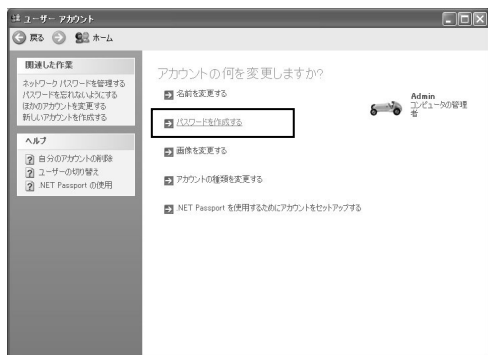 ユーザー アカウント
戻る
ホーム
関連した作業
ネットワーク パスワードを管理する
パスワードを忘れないようにする
ほかのアカウントを変更する
新しいアカウントを作成する
ヘルプ
自分のアカウントの削除
ユーザーの切り替え
.NET Passport の使用
アカウントの何を変更しますか?
名前を変更する
パスワードを作成する
画像を変更する
アカウントの種類を変更する
.NET Passport を使用するためにアカウントをセットアップする
Admin
コンピュータの管理
者